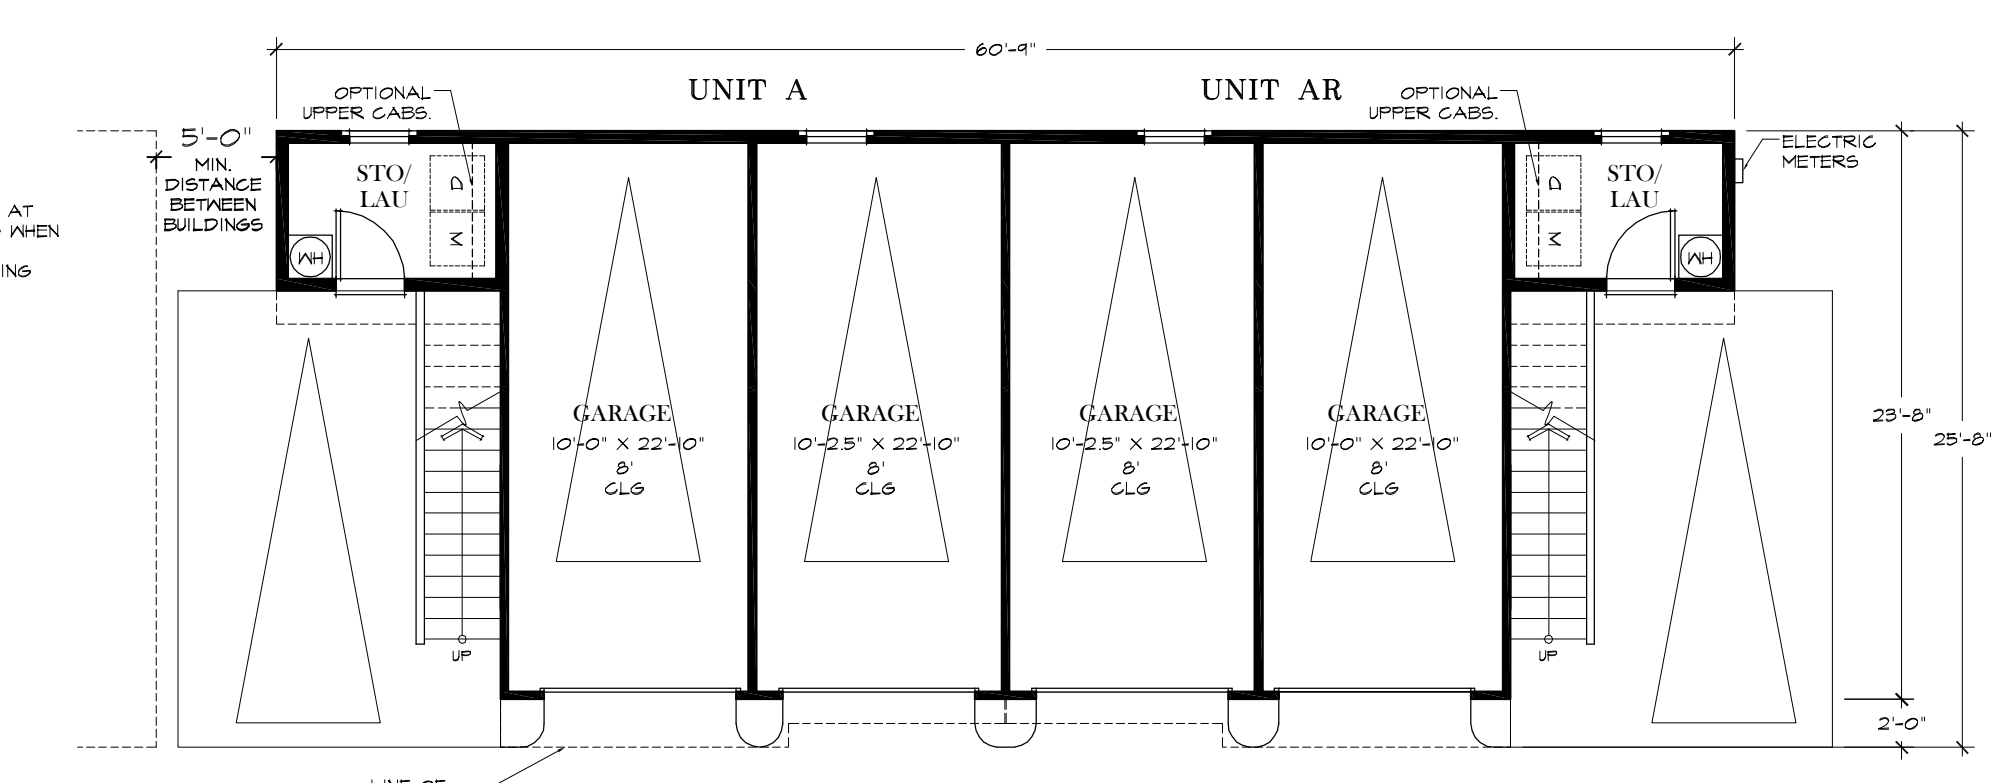 60'-9"
UNIT A
UNIT AR
OPTIONAL
UPPER CABS.
OPTIONAL
UPPER CABS.
5'-0"
MIN.
DISTANCE
BETWEEN
BUILDINGS
ELECTRIC
METERS
AT
WHEN
ING
STO/
LAU
D
W
HW
STO/
LAU
D
W
HW
GARAGE
10'-0" X 22'-10"
8'
CLG
GARAGE
10'-2.5" X 22'-10"
8'
CLG
GARAGE
10'-2.5" X 22'-10"
8'
CLG
GARAGE
10'-0" X 22'-10"
8'
CLG
23'-8"
25'-8"
UP
UP
2'-0"
LINE OF